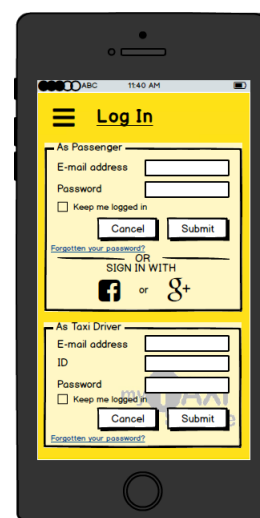 ABC 11:40 AM
Log In
As Passenger
E-mail address
Password
Keep me logged in
Cancel Submit
Forgotten your password?
OR
SIGN IN WITH
f or g+
As Taxi Driver
E-mail address
ID
Password
my TAXI
Keep me logged in
Cancel Submit
Forgotten your password?